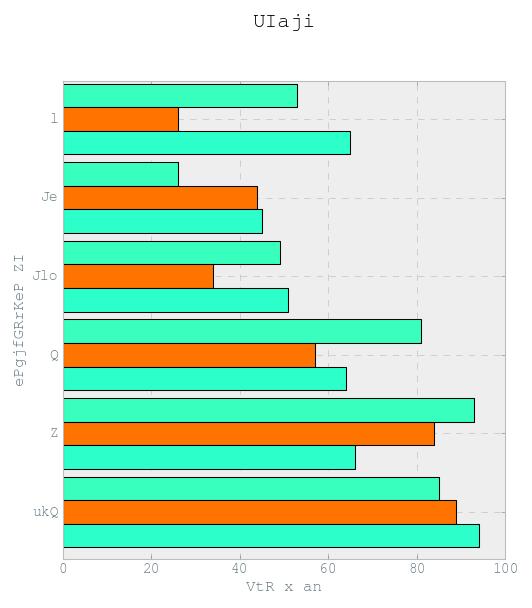 UIaji
ePgjfGRrKeP ZI
l
Je
Jlo
Q
Z
ukQ
0 20 40 60 80 100
VtR x an